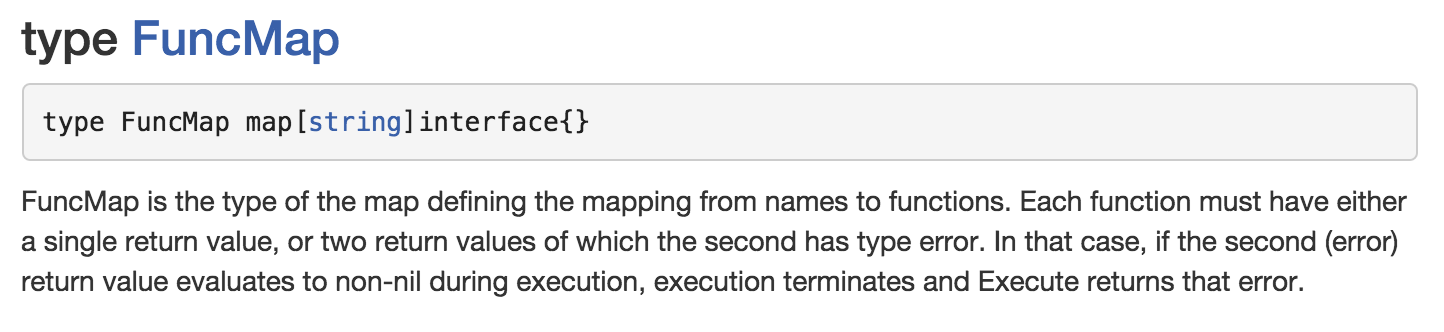 type FuncMap
type FuncMap map[string]interface{}
FuncMap is the type of the map defining the mapping from names to functions. Each function must have either
a single return value, or two return values of which the second has type error. In that case, if the second (error)
return value evaluates to non-nil during execution, execution terminates and Execute returns that error.